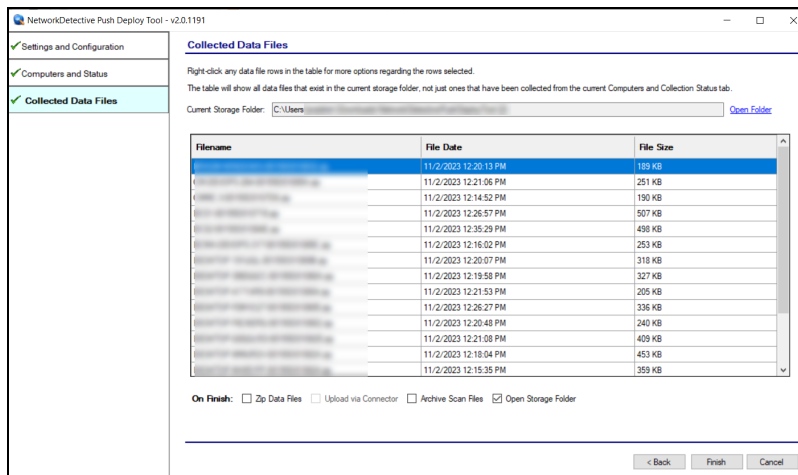 NetworkDetective Push Deploy Tool - v2.0.1191
Settings and Configuration
Computers and Status
Collected Data Files
Collected Data Files
Right-click any data file rows in the table for more options regarding the rows selected.
The table will show all data files that exist in the current storage folder, not just ones that have been collected from the current Computers and Collection Status tab.
Current Storage Folder: C:\Users Open Folder
Filename File Date File Size
11/2/2023 12:20:13 PM 189 KB
11/2/2023 12:21:06 PM 251 KB
11/2/2023 12:14:52 PM 190 KB
11/2/2023 12:26:57 PM 507 KB
11/2/2023 12:35:29 PM 498 KB
11/2/2023 12:16:02 PM 253 KB
11/2/2023 12:20:07 PM 318 KB
11/2/2023 12:19:58 PM 327 KB
11/2/2023 12:21:53 PM 205 KB
11/2/2023 12:26:27 PM 336 KB
11/2/2023 12:20:48 PM 240 KB
11/2/2023 12:21:08 PM 409 KB
11/2/2023 12:18:04 PM 453 KB
11/2/2023 12:15:35 PM 359 KB
On Finish: Zip Data Files Upload via Connector Archive Scan Files Open Storage Folder
< Back Finish Cancel